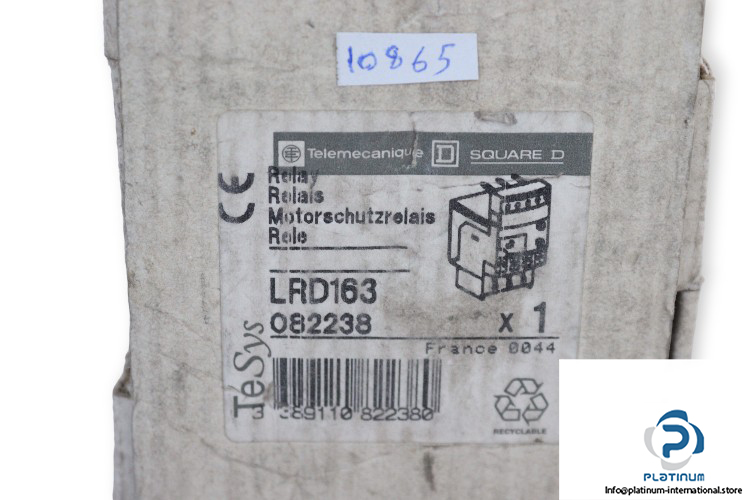 10865
Telemecanique SQUARE D
CE
Relay
Relais
Motorschutzrelais
Rele
LRD163
082238 x 1
France 0044
TéSys
3 389110 822380
RECYCLABLE
PLATINUM
Info@platinum-international.store